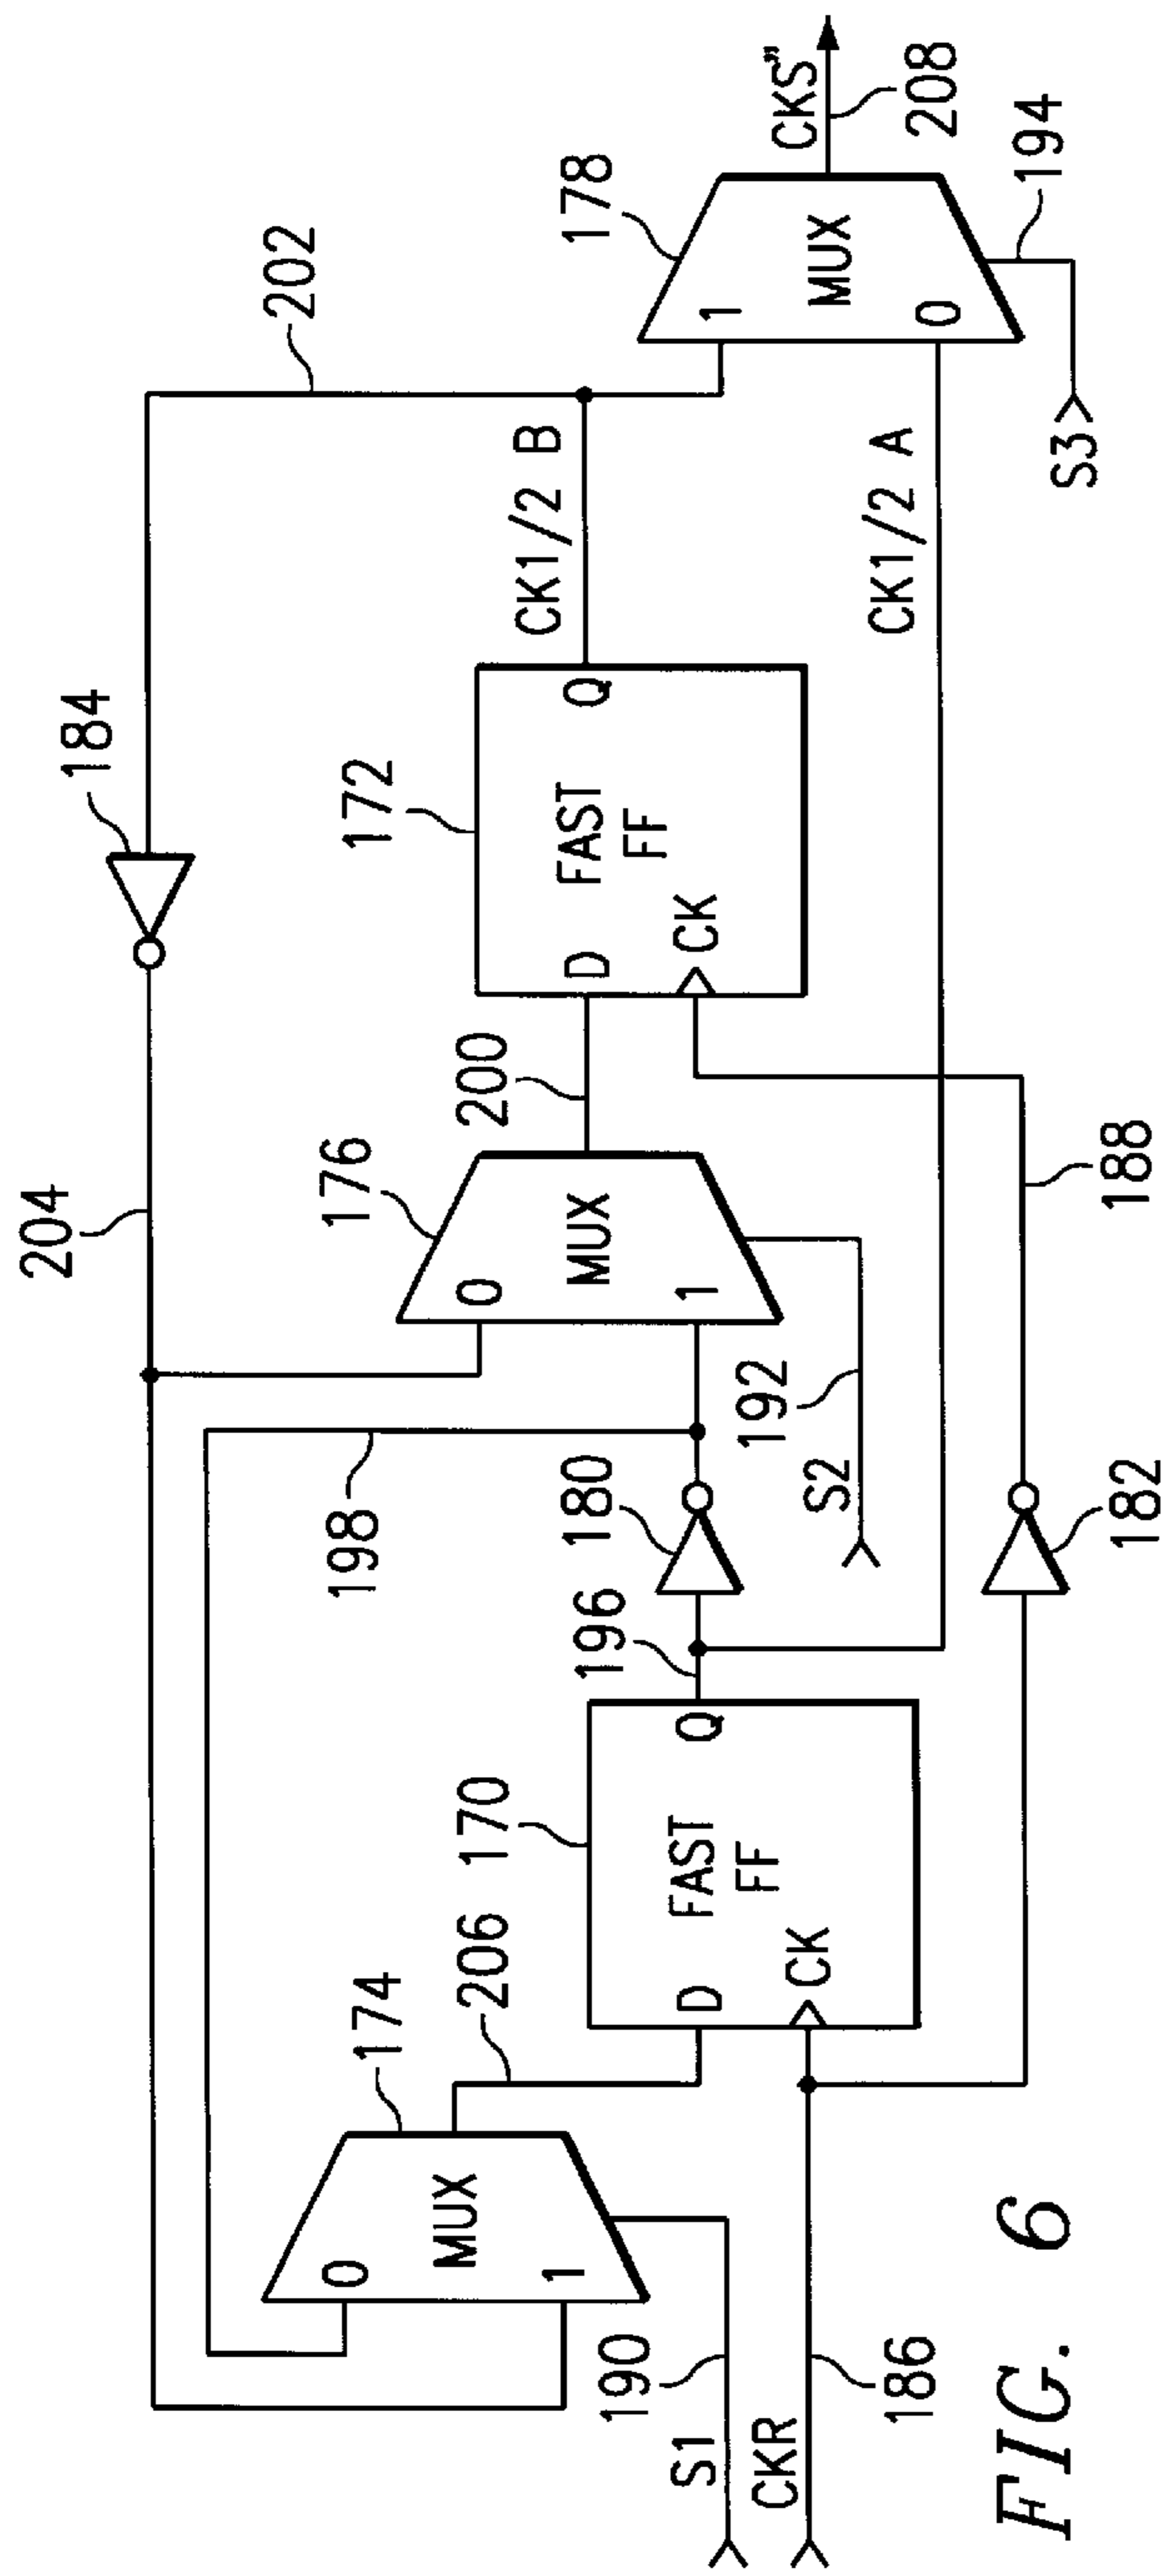 202
204
184
198
176
172
178
0
MUX
1
200
D
FAST
FF
Q
CK
CK1/2 B
1
MUX
0
CKS"
208
174
0
MUX
1
206
170
D
FAST
FF
Q
CK
196
180
192
S2
CK1/2 A
S3
194
S1
190
CKR
186
182
188
FIG. 6